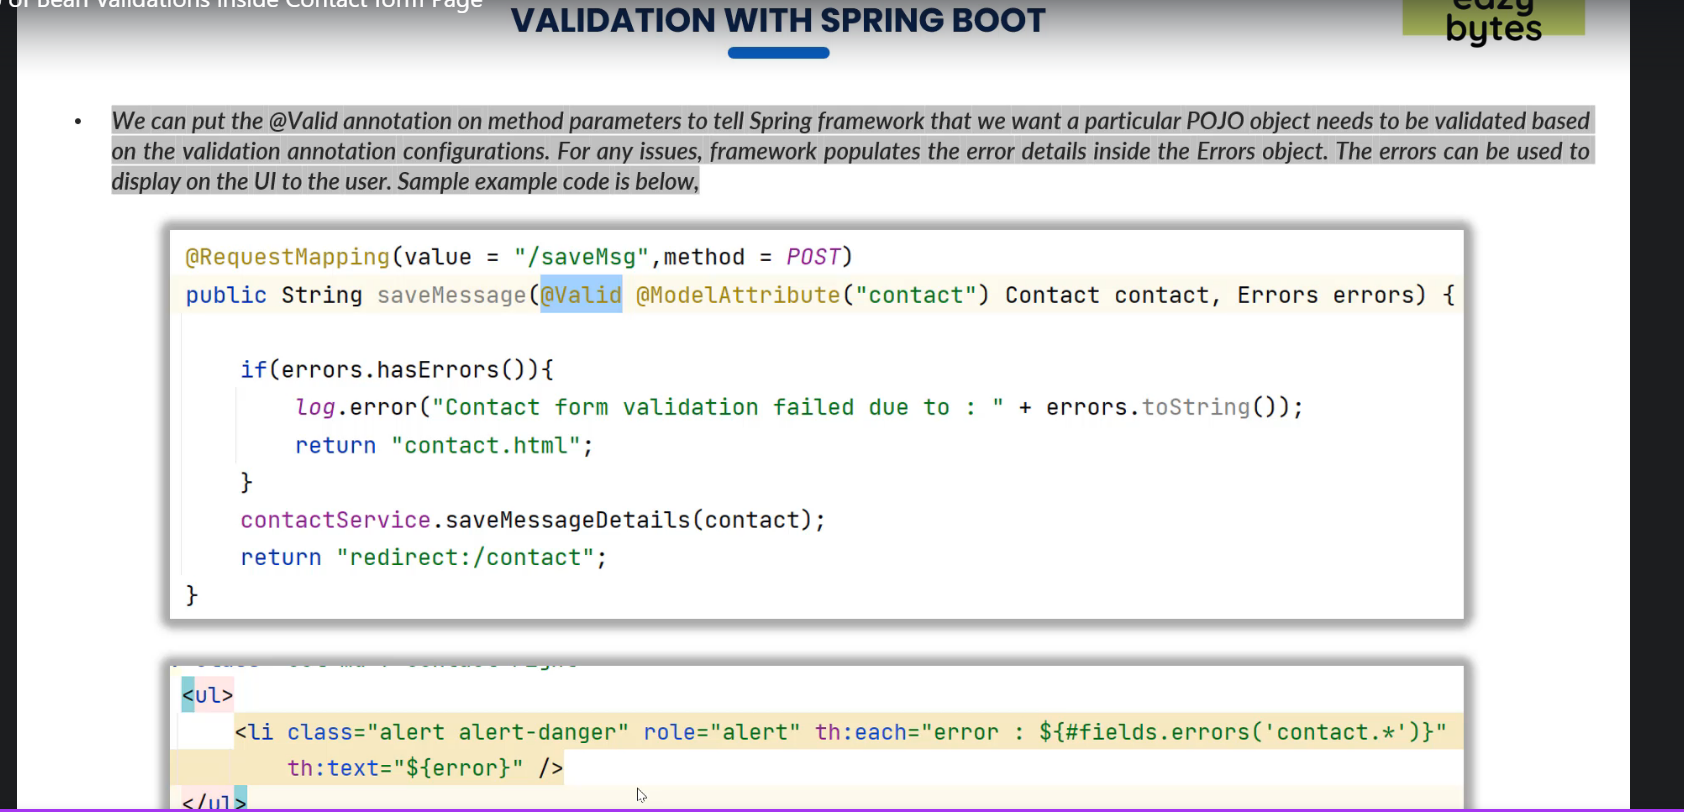 of Bean Validations inside Contact form Page
VALIDATION WITH SPRING BOOT
eazy
bytes
• We can put the @Valid annotation on method parameters to tell Spring framework that we want a particular POJO object needs to be validated based
on the validation annotation configurations. For any issues, framework populates the error details inside the Errors object. The errors can be used to
display on the UI to the user. Sample example code is below,
@RequestMapping(value = "/saveMsg",method = POST)
public String saveMessage(@Valid @ModelAttribute("contact") Contact contact, Errors errors) {
if(errors.hasErrors()){
log.error("Contact form validation failed due to : " + errors.toString());
return "contact.html";
}
contactService.saveMessageDetails(contact);
return "redirect:/contact";
}
<ul>
<li class="alert alert-danger" role="alert" th:each="error : ${#fields.errors('contact.*')}"
th:text="${error}" />
</ul>